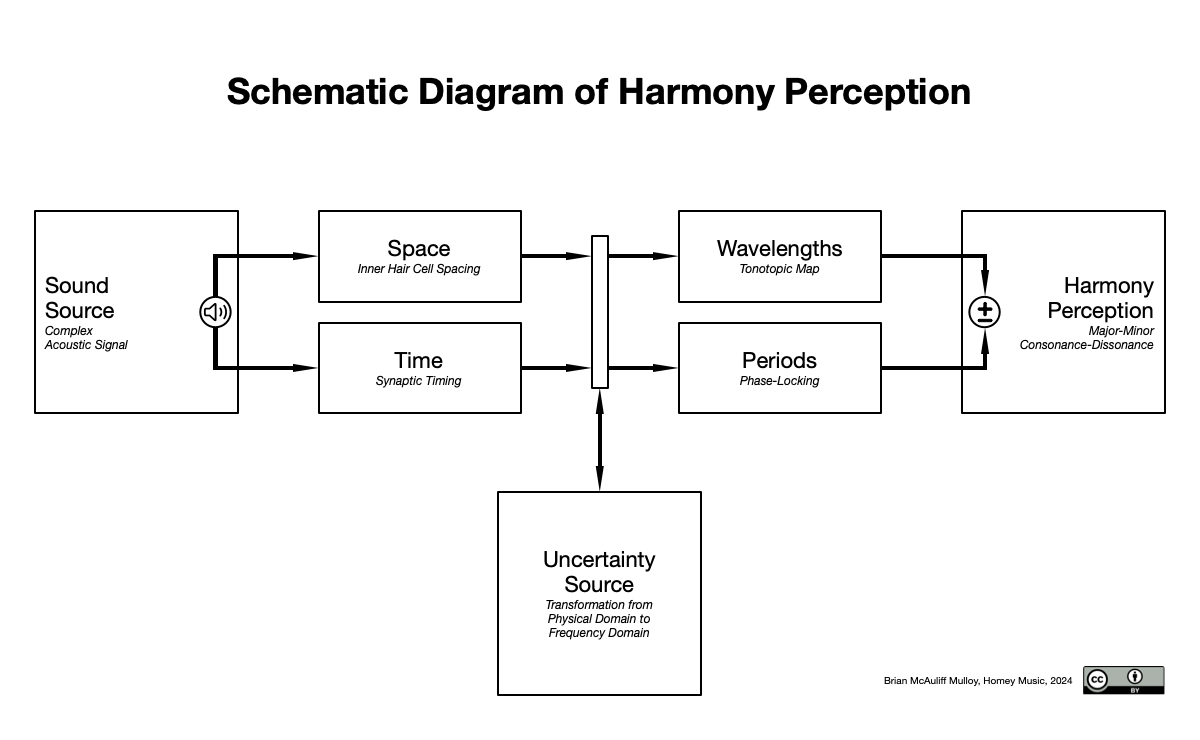 Schematic Diagram of Harmony Perception
Sound
Source
Complex
Acoustic Signal
Space
Inner Hair Cell Spacing
Time
Synaptic Timing
Wavelengths
Tonotopic Map
Periods
Phase-Locking
±
Harmony
Perception
Major-Minor
Consonance-Dissonance
Uncertainty
Source
Transformation from
Physical Domain to
Frequency Domain
Brian McAuliff Mulloy, Homey Music, 2024
cc
BY